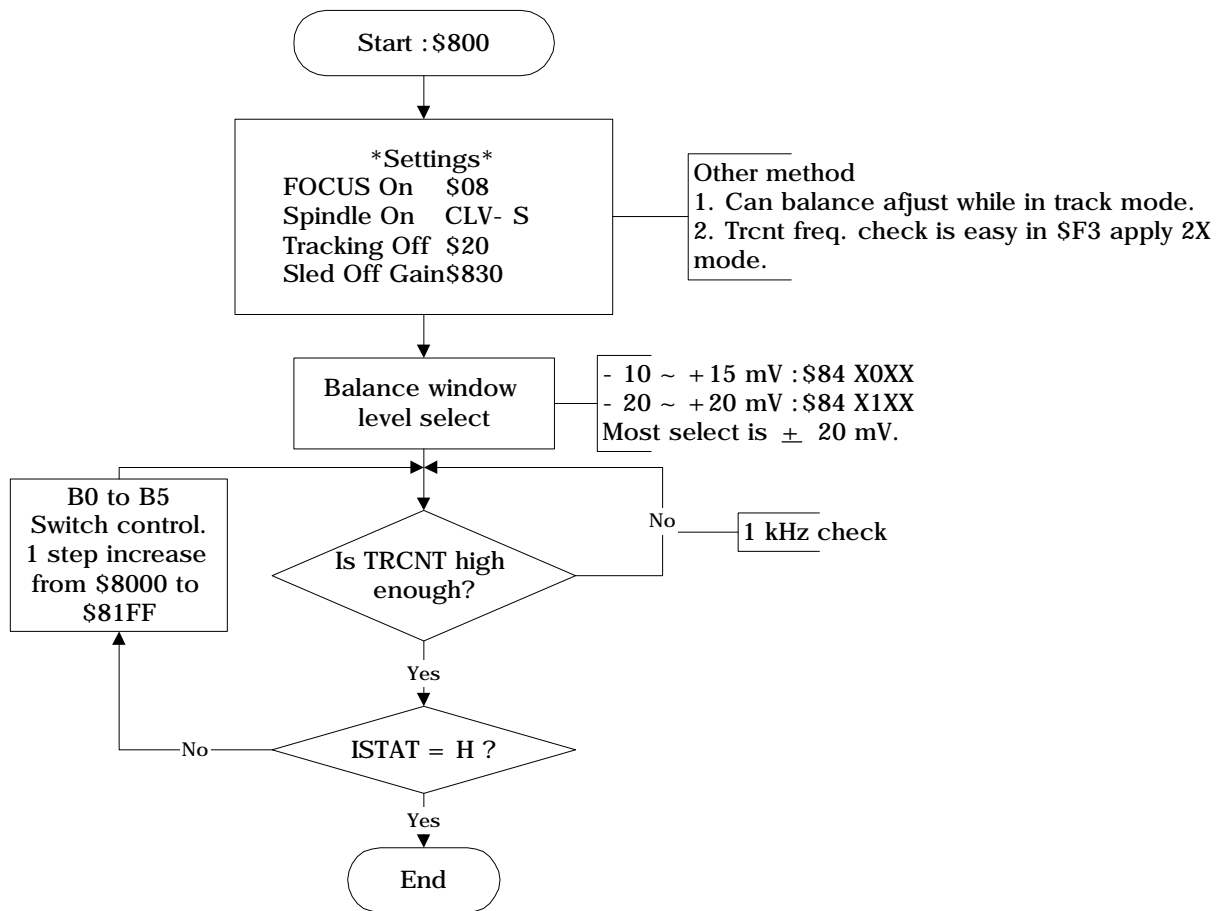 Start : $800
*Settings*
FOCUS On $08
Spindle On CLV- S
Tracking Off $20
Sled Off Gain$830
Other method
1. Can balance afjust while in track mode.
2. Trcnt freq. check is easy in $F3 apply 2X
mode.
Balance window
level select
- 10 ~ +15 mV : $84 X0XX
- 20 ~ +20 mV : $84 X1XX
Most select is ± 20 mV.
B0 to B5
Switch control.
1 step increase
from $8000 to
$81FF
Is TRCNT high
enough?
No
1 kHz check
Yes
ISTAT = H ?
No
Yes
End